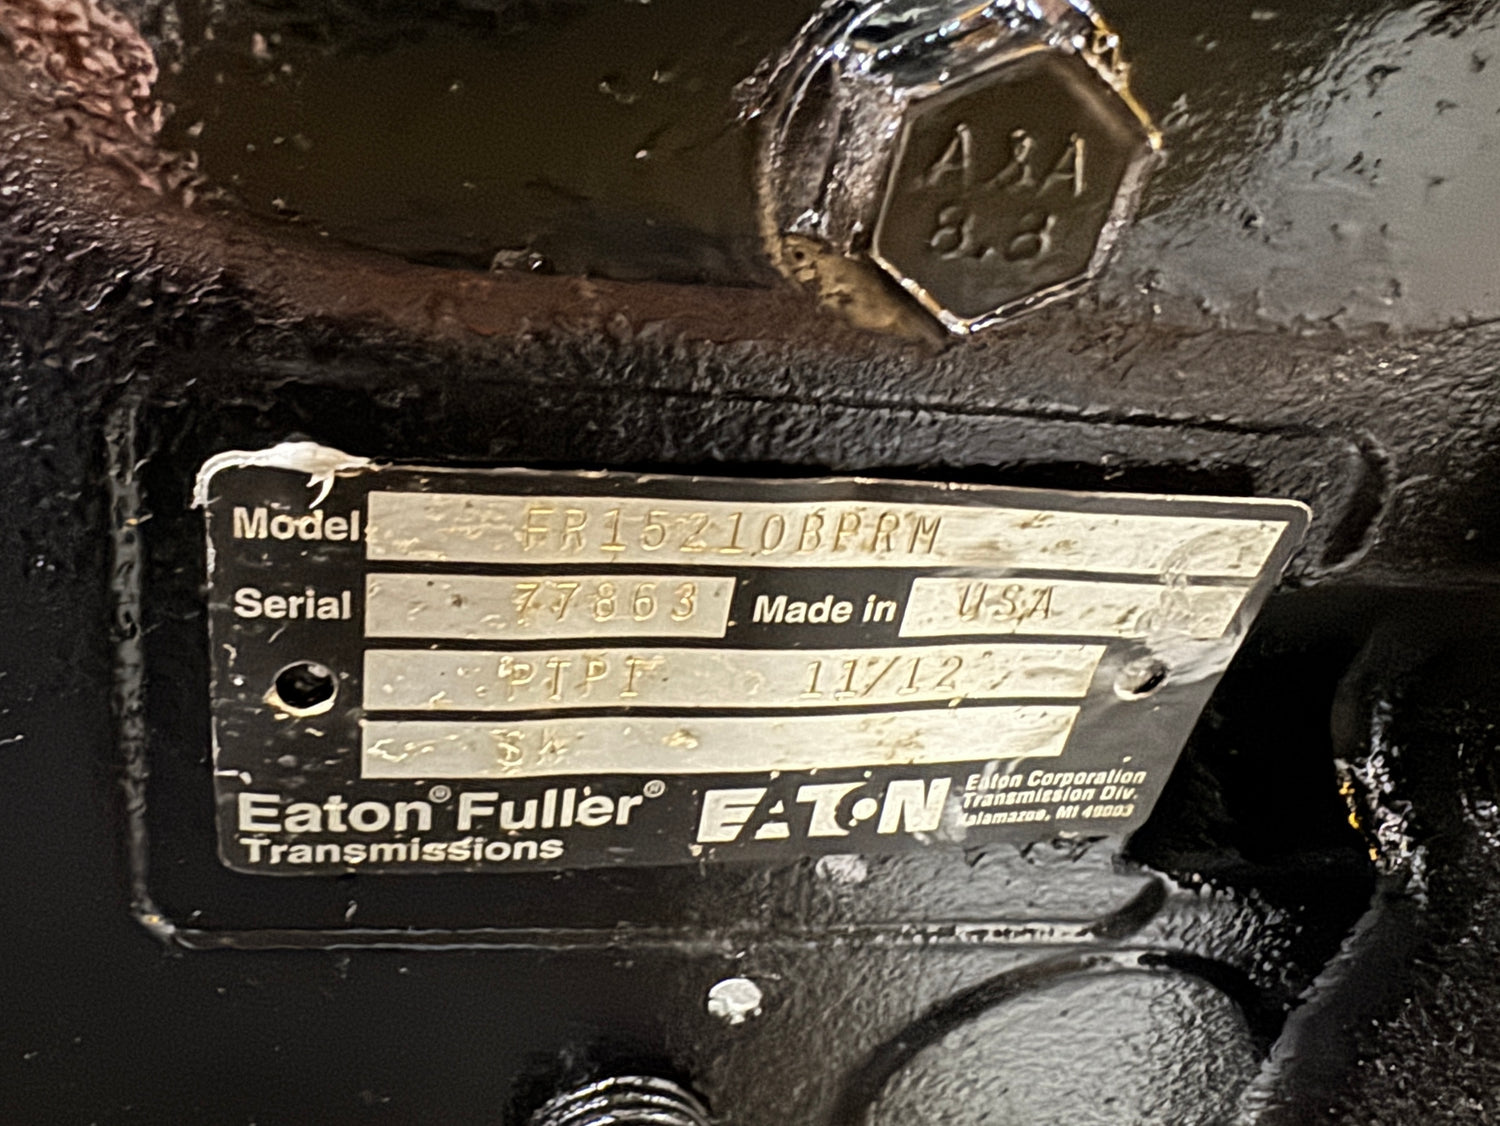 8.8
Model FR15210BPRM
Serial 77863 Made in USA
PTPT 11/12
Eaton® Fuller®
Transmissions
EATON
Eaton Corporation
Transmission Div.
Kalamazoo, MI 49003